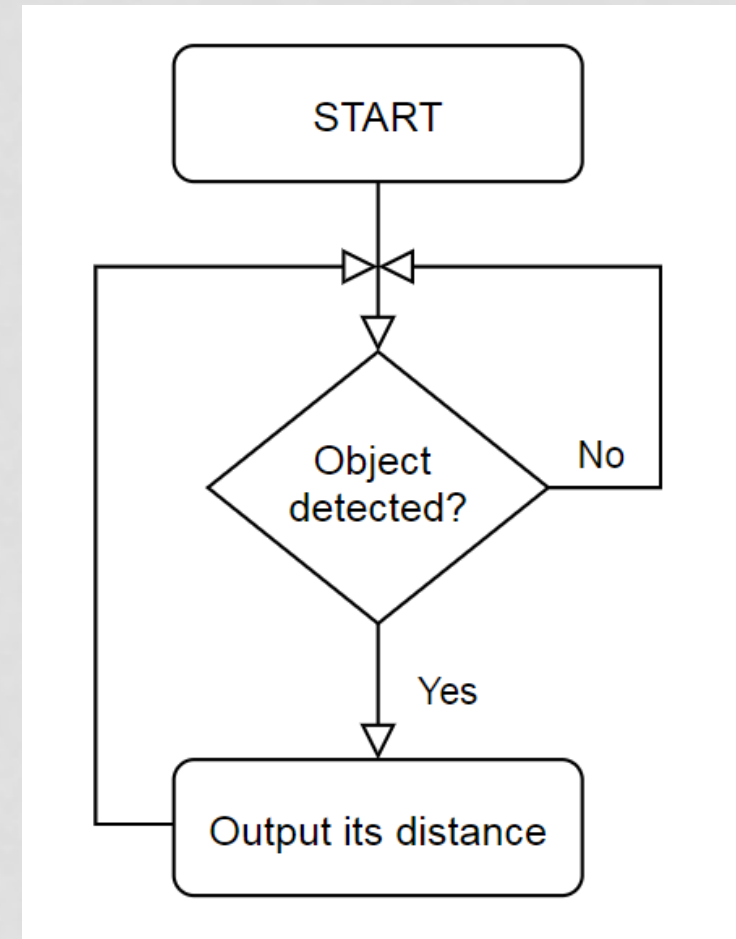 START
Object
detected?
No
Yes
Output its distance